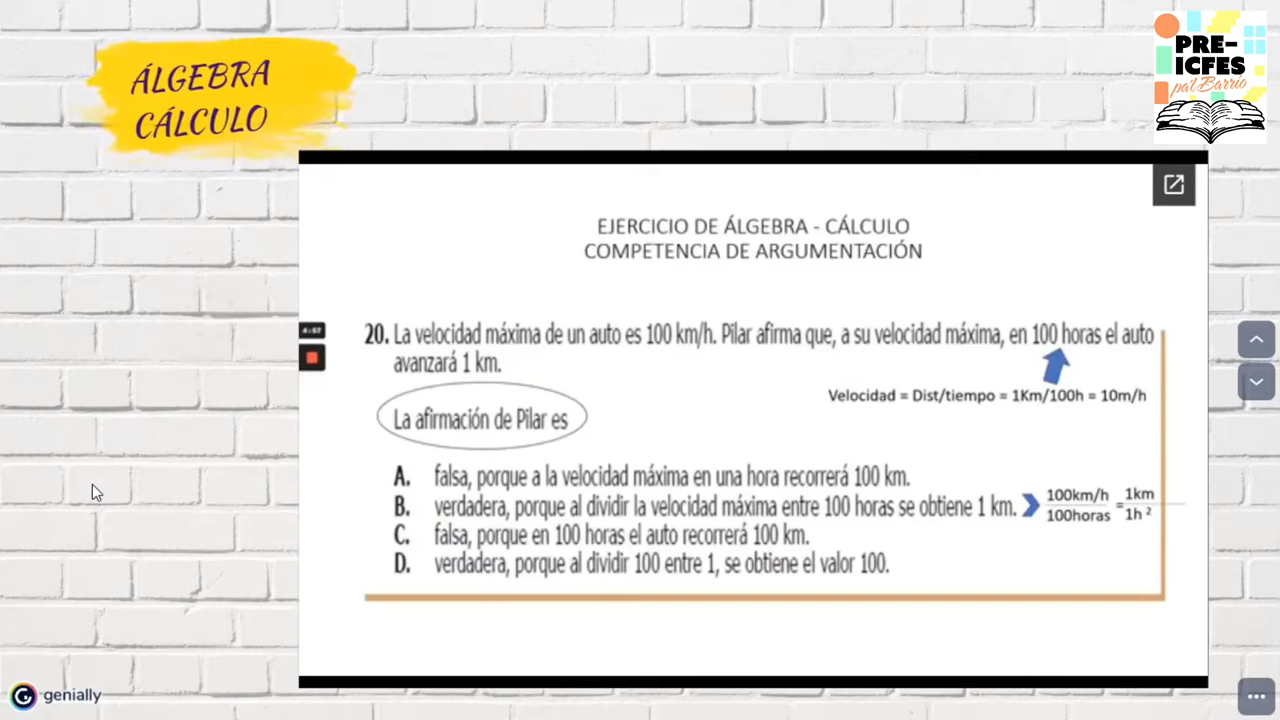 ÁLGEBRA
CÁLCULO
PRE-
ICFES
pa'l Barrio
EJERCICIO DE ÁLGEBRA - CÁLCULO
COMPETENCIA DE ARGUMENTACIÓN
4:57
20. La velocidad máxima de un auto es 100 km/h. Pilar afirma que, a su velocidad máxima, en 100 horas el auto
avanzará 1 km.
Velocidad = Dist/tiempo = 1Km/100h = 10m/h
La afirmación de Pilar es
A. falsa, porque a la velocidad máxima en una hora recorrerá 100 km.
B. verdadera, porque al dividir la velocidad máxima entre 100 horas se obtiene 1 km.
100km/h = 1km
100horas 1h ²
C. falsa, porque en 100 horas el auto recorrerá 100 km.
D. verdadera, porque al dividir 100 entre 1, se obtiene el valor 100.
genially